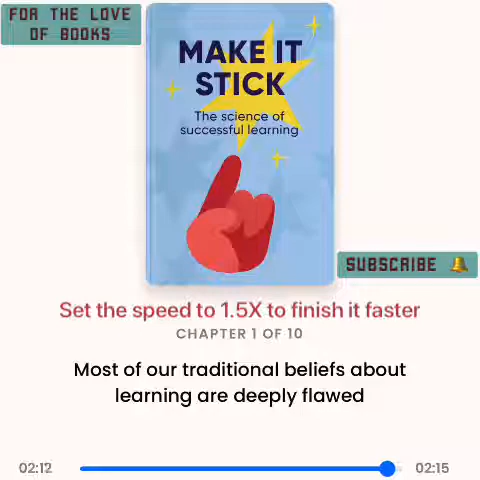 FOR THE LOVE
OF BOOKS
MAKE IT
STICK
The science of
successful learning
SUBSCRIBE
Set the speed to 1.5X to finish it faster
CHAPTER 1 OF 10
Most of our traditional beliefs about
learning are deeply flawed
02:12
02:15